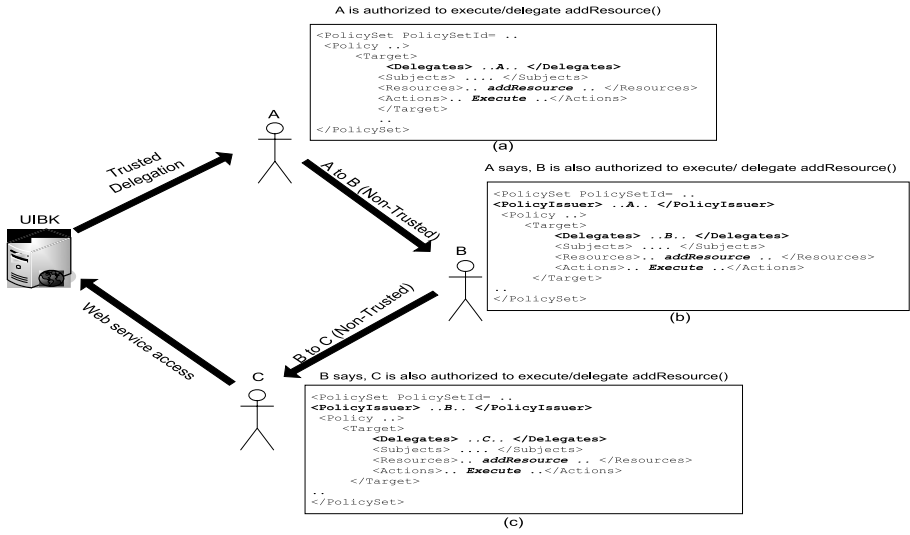 A is authorized to execute/delegate addResource()
<PolicySet PolicySetId= ..
<Policy ..>
<Target>
<Delegates> ..A.. </Delegates>
<Subjects> .... </Subjects>
<Resources>.. addResource .. </Resources>
<Actions>.. Execute ..</Actions>
</Target>
..
</PolicySet>
(a)
A
Trusted
Delegation
A to B (Non-Trusted)
UIBK
A says, B is also authorized to execute/ delegate addResource()
<PolicySet PolicySetId= ..
<PolicyIssuer> ..A.. </PolicyIssuer>
<Policy ..>
<Target>
<Delegates> ..B.. </Delegates>
<Subjects> .... </Subjects>
<Resources>.. addResource .. </Resources>
<Actions>.. Execute ..</Actions>
</Target>
..
</PolicySet>
(b)
B
B to C (Non-Trusted)
Web service access
C
B says, C is also authorized to execute/delegate addResource()
<PolicySet PolicySetId= ..
<PolicyIssuer> ..B.. </PolicyIssuer>
<Policy ..>
<Target>
<Delegates> ..C.. </Delegates>
<Subjects> .... </Subjects>
<Resources>.. addResource .. </Resources>
<Actions>.. Execute ..</Actions>
</Target>
..
</PolicySet>
(c)